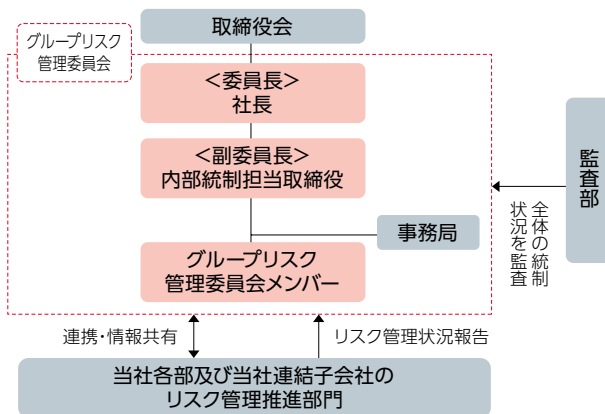 取締役会
グループリスク
管理委員会
<委員長>
社長
<副委員長>
内部統制担当取締役
監査部
全体の統制
状況を監査
事務局
グループリスク
管理委員会メンバー
連携・情報共有
リスク管理状況報告
当社各部及び当社連結子会社の
リスク管理推進部門